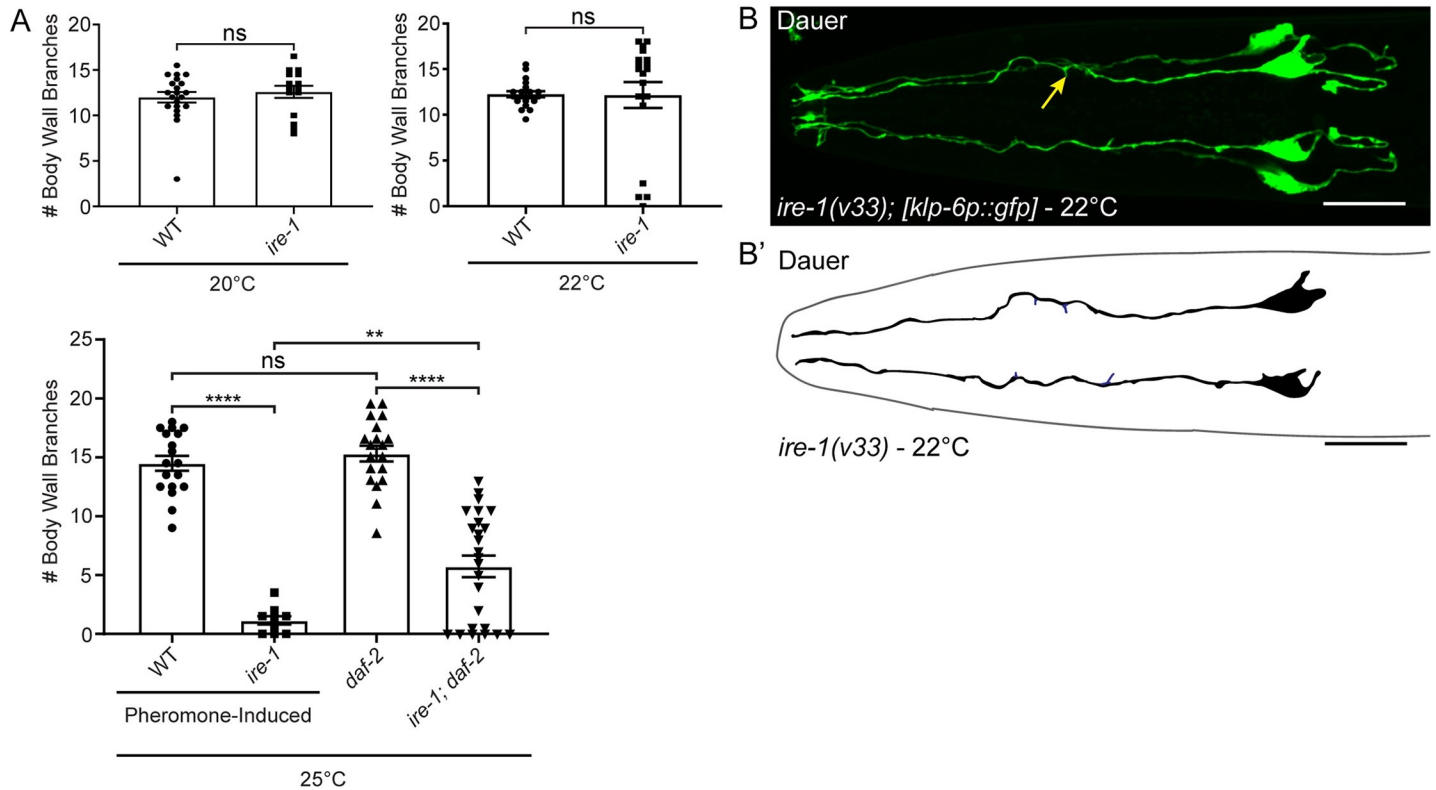 A
# Body Wall Branches
20
15
10
5
0
ns
WT
ire-1
20°C
# Body Wall Branches
20
15
10
5
0
ns
WT
ire-1
22°C
# Body Wall Branches
25
20
15
10
5
0
**
ns
****
****
WT
ire-1
daf-2
ire-1; daf-2
Pheromone-Induced
25°C
B
Dauer
ire-1(v33); [klp-6p::gfp] - 22°C
B’
Dauer
ire-1(v33) - 22°C